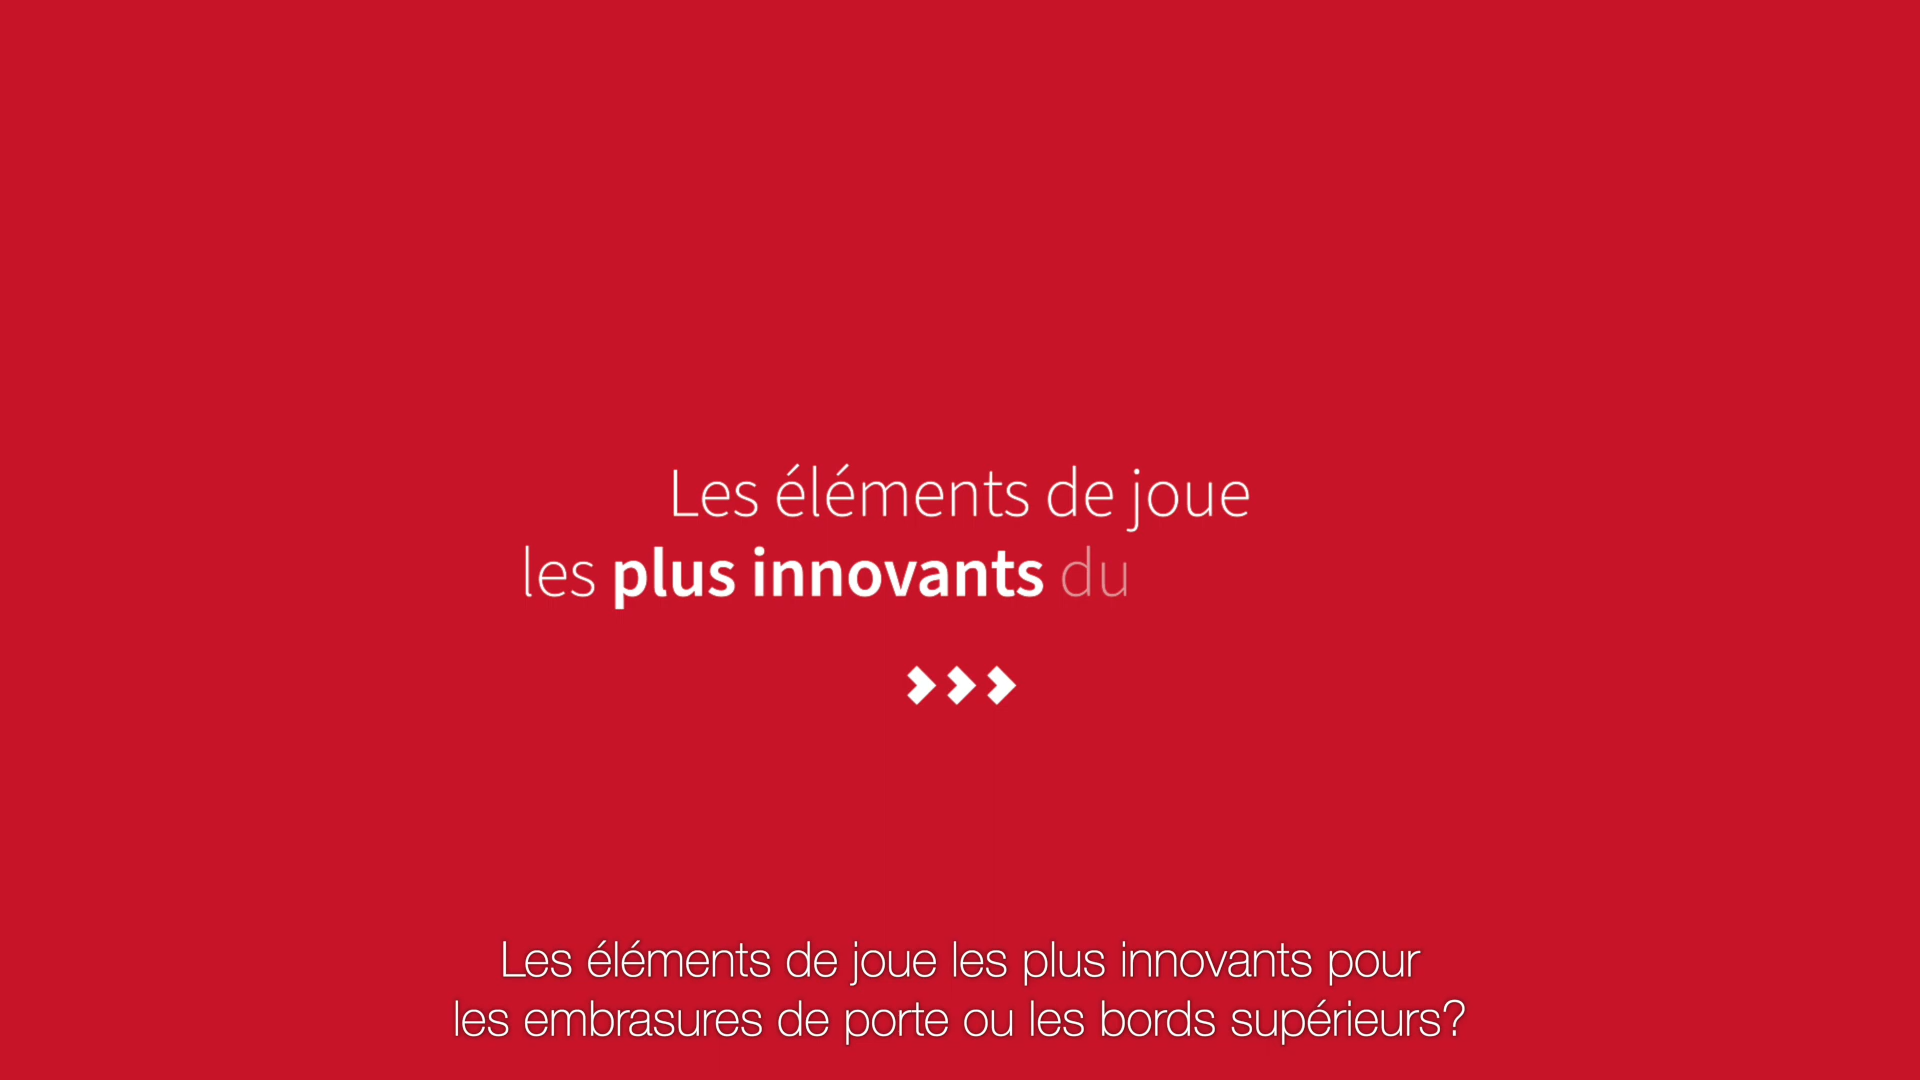 Les éléments de joue
les plus innovants du
Les éléments de joue les plus innovants pour
les embrasures de porte ou les bords supérieurs?